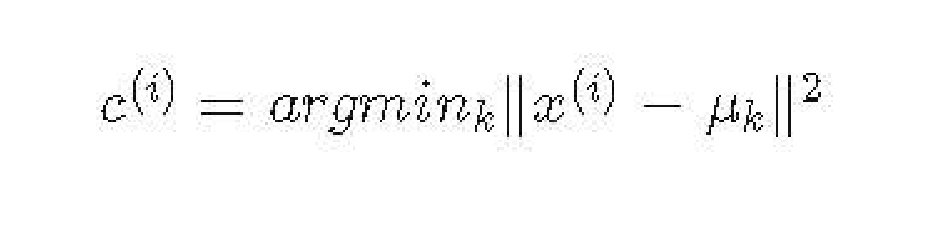 c^{(i)} = argmin_k‖x^{(i)} − μ_k‖^2